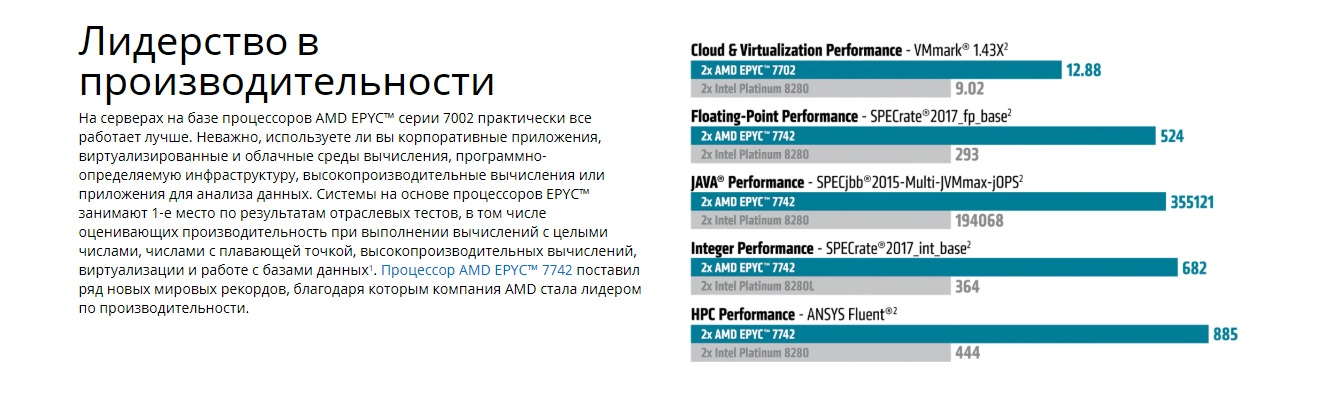 Лидерство в
производительности
На серверах на базе процессоров AMD EPYC™ серии 7002 практически все
работает лучше. Неважно, используете ли вы корпоративные приложения,
виртуализированные и облачные среды вычисления, программно-
определяемую инфраструктуру, высокопроизводительные вычисления или
приложения для анализа данных. Системы на основе процессоров EPYC™
занимают 1-е место по результатам отраслевых тестов, в том числе
оценивающих производительность при выполнении вычислений с целыми
числами, числами с плавающей точкой, высокопроизводительных вычислений,
виртуализации и работе с базами данных¹. Процессор AMD EPYC™ 7742 поставил
ряд новых мировых рекордов, благодаря которым компания AMD стала лидером
по производительности.
Cloud & Virtualization Performance - VMmark® 1.43X²
2x AMD EPYC™ 7702 12.88
2x Intel Platinum 8280 9.02
Floating-Point Performance - SPECrate®2017_fp_base²
2x AMD EPYC™ 7742 524
2x Intel Platinum 8280 293
JAVA® Performance - SPECjbb®2015-Multi-JVMmax-jOPS²
2x AMD EPYC™ 7742 355121
2x Intel Platinum 8280 194068
Integer Performance - SPECrate®2017_int_base²
2x AMD EPYC™ 7742 682
2x Intel Platinum 8280L 364
HPC Performance - ANSYS Fluent®²
2x AMD EPYC™ 7742 885
2x Intel Platinum 8280 444